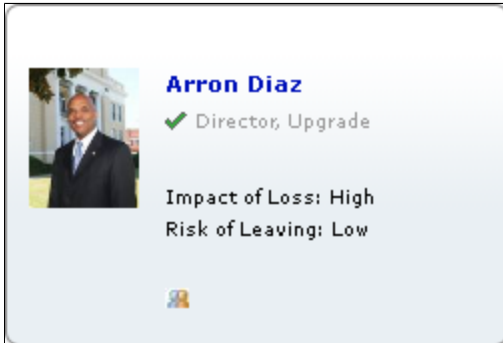 Arron Diaz
Director, Upgrade
Impact of Loss: High
Risk of Leaving: Low